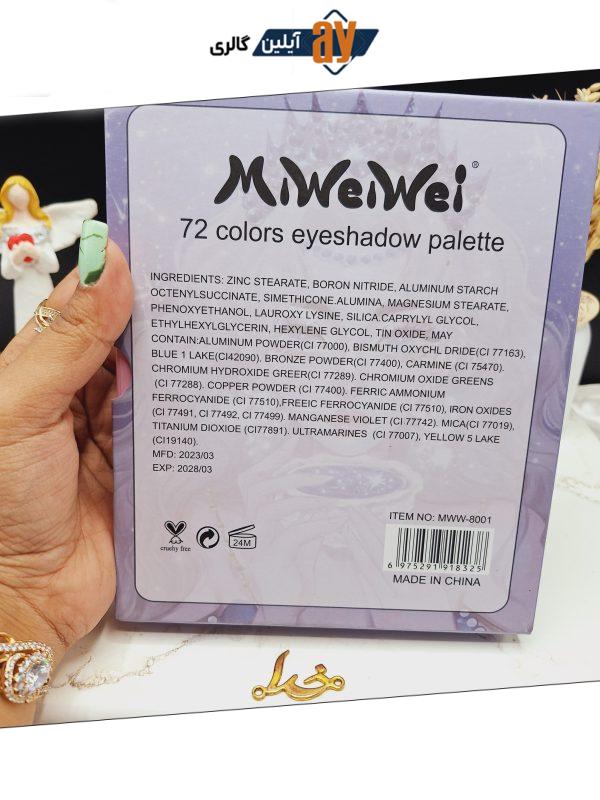 آیلین گالری ay
MiWeiWei®
72 colors eyeshadow palette
INGREDIENTS: ZINC STEARATE, BORON NITRIDE, ALUMINUM STARCH
OCTENYLSUCCINATE, SIMETHICONE.ALUMINA, MAGNESIUM STEARATE,
PHENOXYETHANOL, LAUROXY LYSINE, SILICA.CAPRYLYL GLYCOL,
ETHYLHEXYLGLYCERIN, HEXYLENE GLYCOL, TIN OXIDE, MAY
CONTAIN:ALUMINUM POWDER(CI 77000), BISMUTH OXYCHL DRIDE(CI 77163),
BLUE 1 LAKE(CI42090). BRONZE POWDER(CI 77400), CARMINE (CI 75470).
CHROMIUM HYDROXIDE GREER(CI77289). CHROMIUM OXIDE GREENS
(CI 77288). COPPER POWDER (CI 77400). FERRIC AMMONIUM
FERROCYANIDE (CI 77510),FREEIC FERROCYANIDE (CI 77510), IRON OXIDES
(CI 77491, CI 77492, CI 77499). MANGANESE VIOLET (CI 77742). MICA(CI 77019),
TITANIUM DIOXIOE (CI77891). ULTRAMARINES (CI 77007), YELLOW 5 LAKE
(CI19140).
MFD: 2023/03
EXP: 2028/03
ITEM NO: MWW-8001
cruelty free
24M
6 975291 918325
MADE IN CHINA
خدا